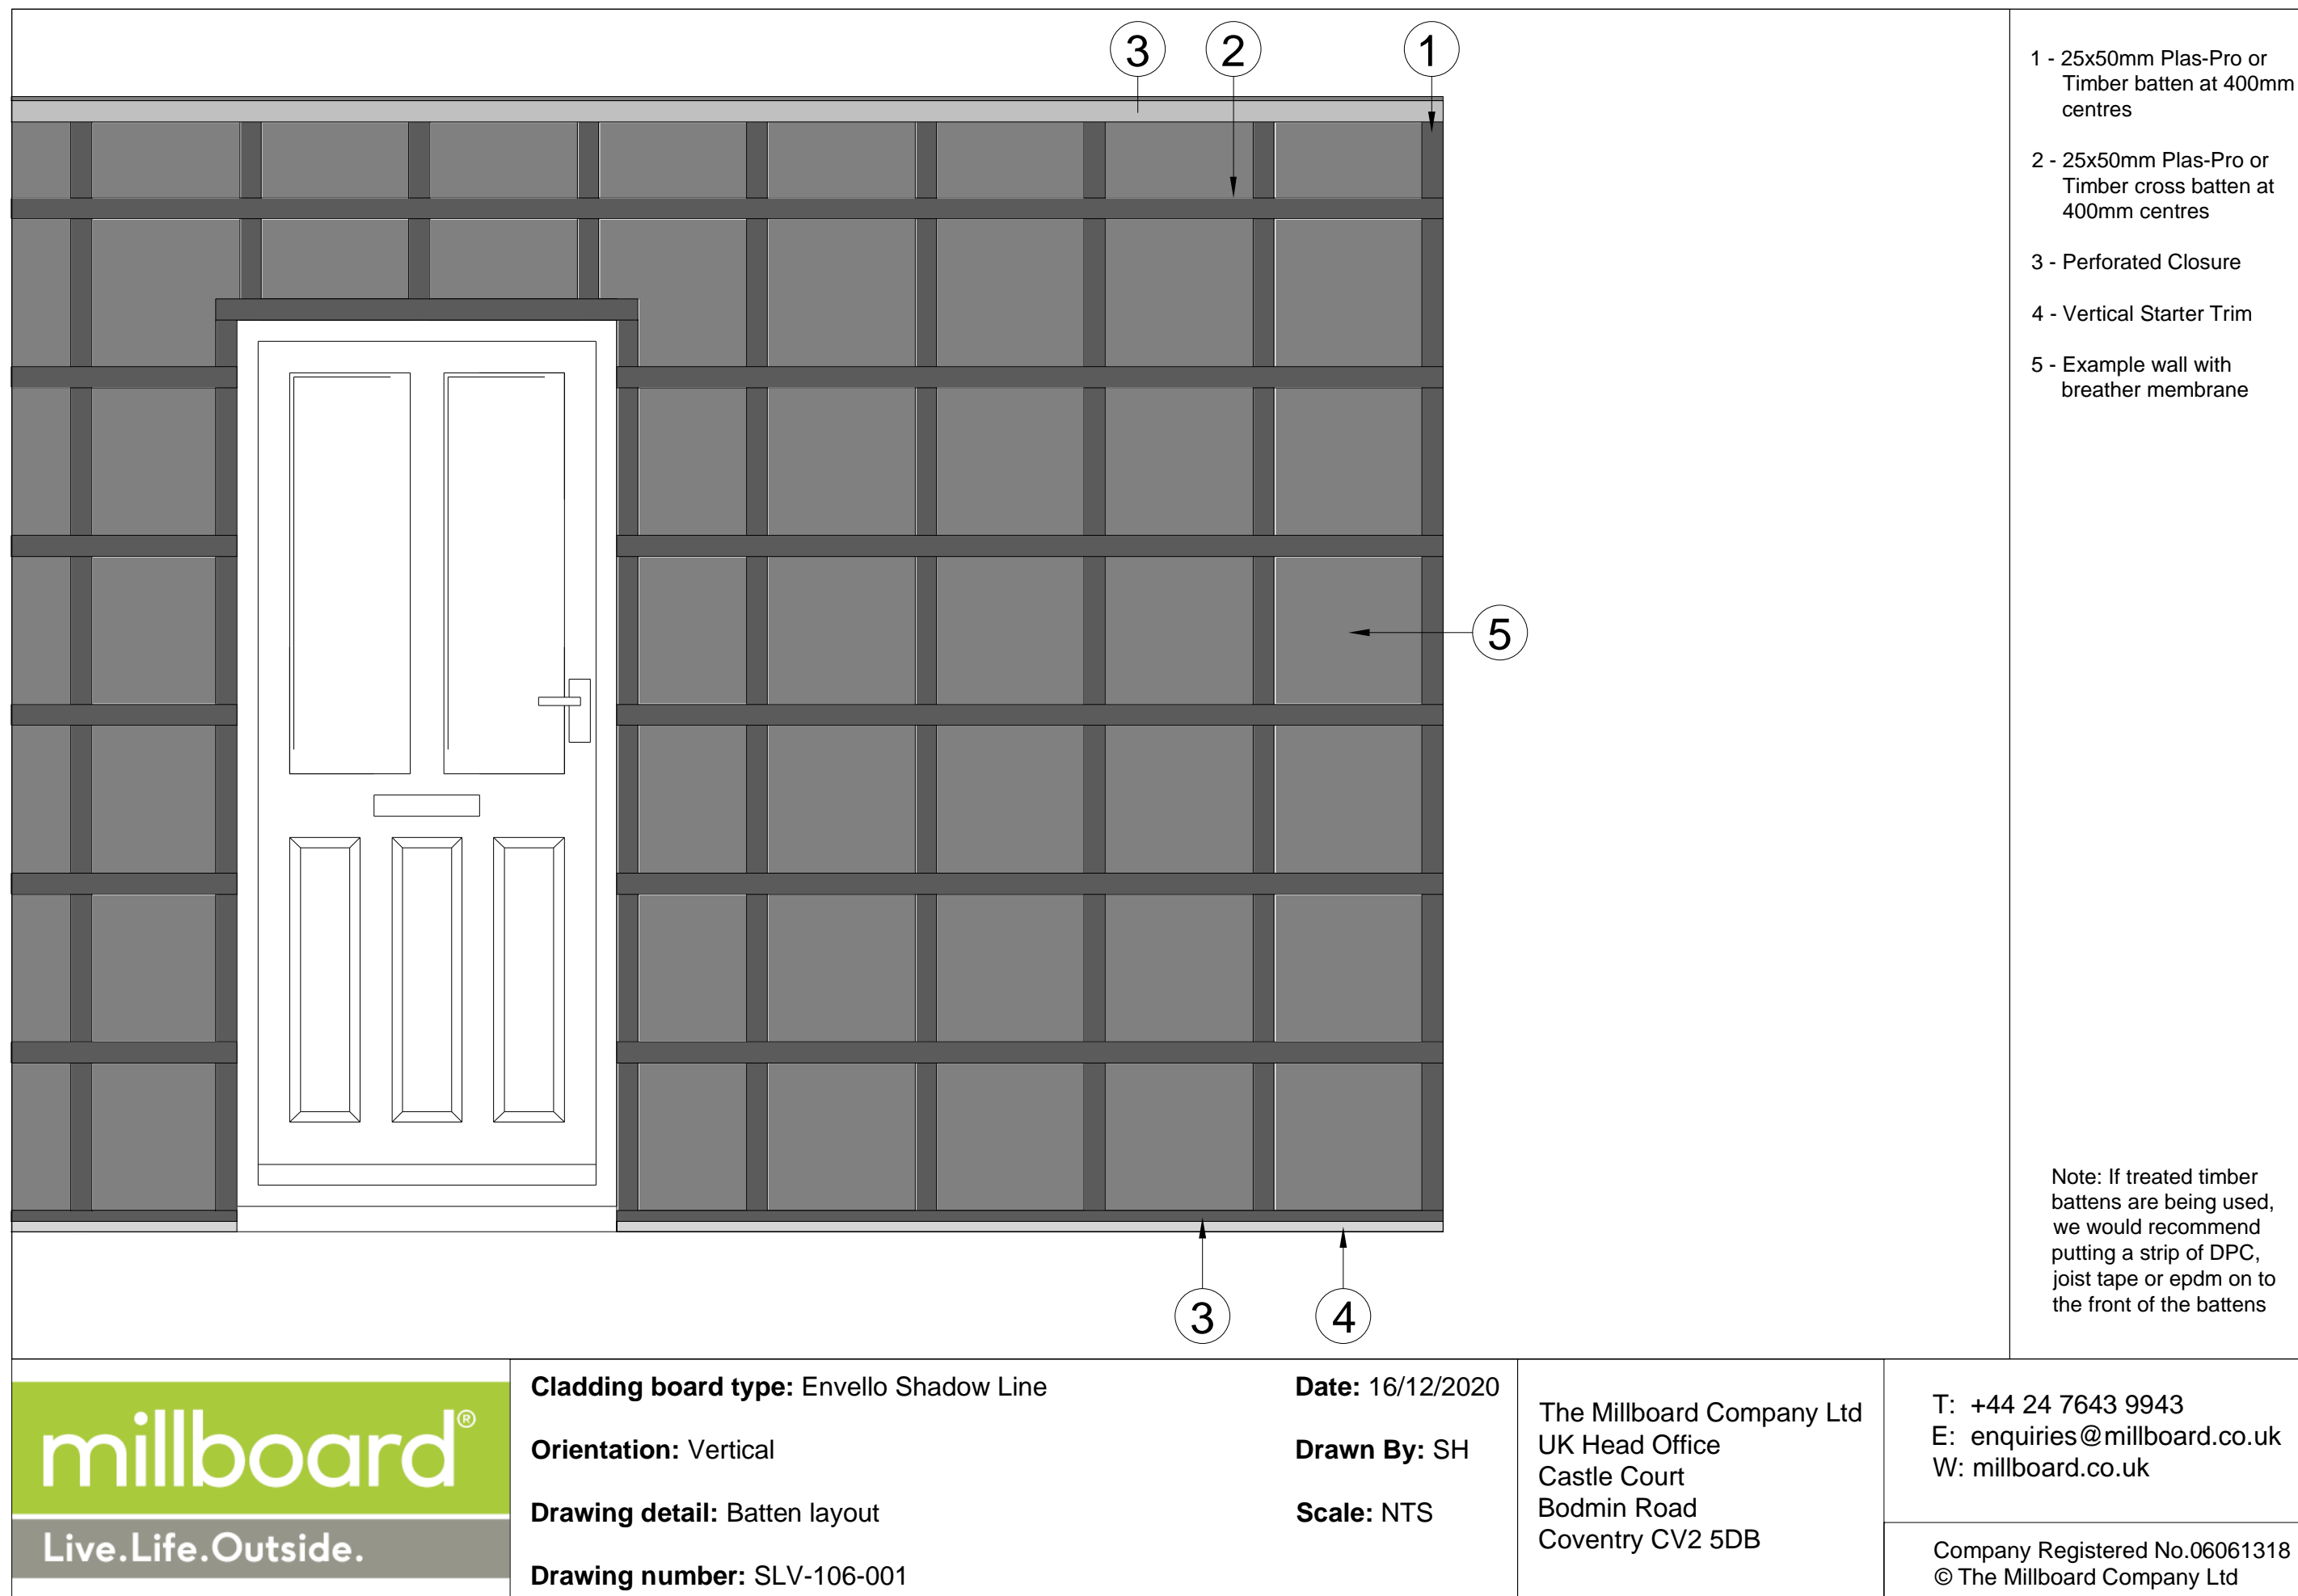 3
2
1
5
3
4
1 - 25x50mm Plas-Pro or
Timber batten at 400mm
centres
2 - 25x50mm Plas-Pro or
Timber cross batten at
400mm centres
3 - Perforated Closure
4 - Vertical Starter Trim
5 - Example wall with
breather membrane
Note: If treated timber
battens are being used,
we would recommend
putting a strip of DPC,
joist tape or epdm on to
the front of the battens
millboard®
Live.Life.Outside.
Cladding board type: Envello Shadow Line
Orientation: Vertical
Drawing detail: Batten layout
Drawing number: SLV-106-001
Date: 16/12/2020
Drawn By: SH
Scale: NTS
The Millboard Company Ltd
UK Head Office
Castle Court
Bodmin Road
Coventry CV2 5DB
T: +44 24 7643 9943
E: enquiries@millboard.co.uk
W: millboard.co.uk
Company Registered No.06061318
© The Millboard Company Ltd